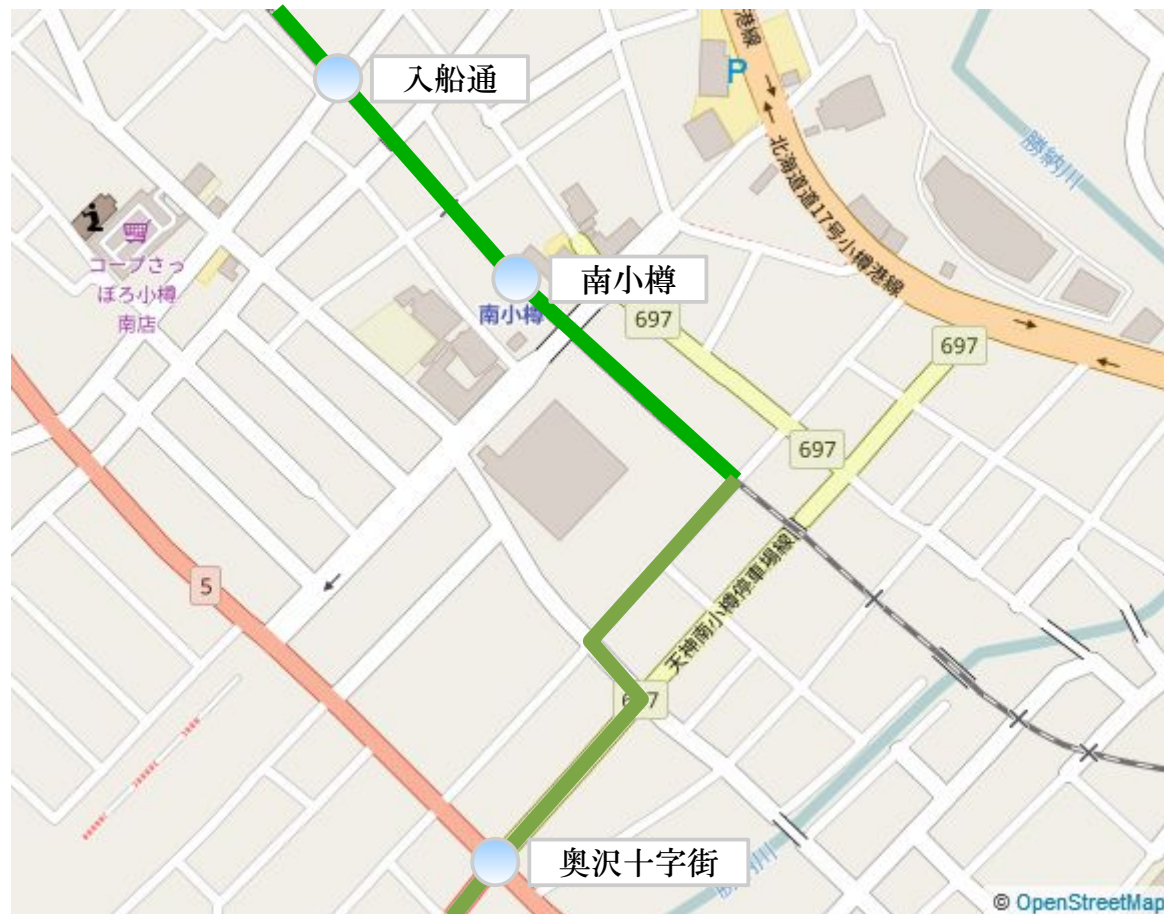 入船通
港線
P
勝納川
北海道道17号小樽港線
i
コープさっ
ぽろ小樽
南店
南小樽
南小樽
697
697
697
5
天神南小樽停車場線
奥沢十字街
© OpenStreetMap